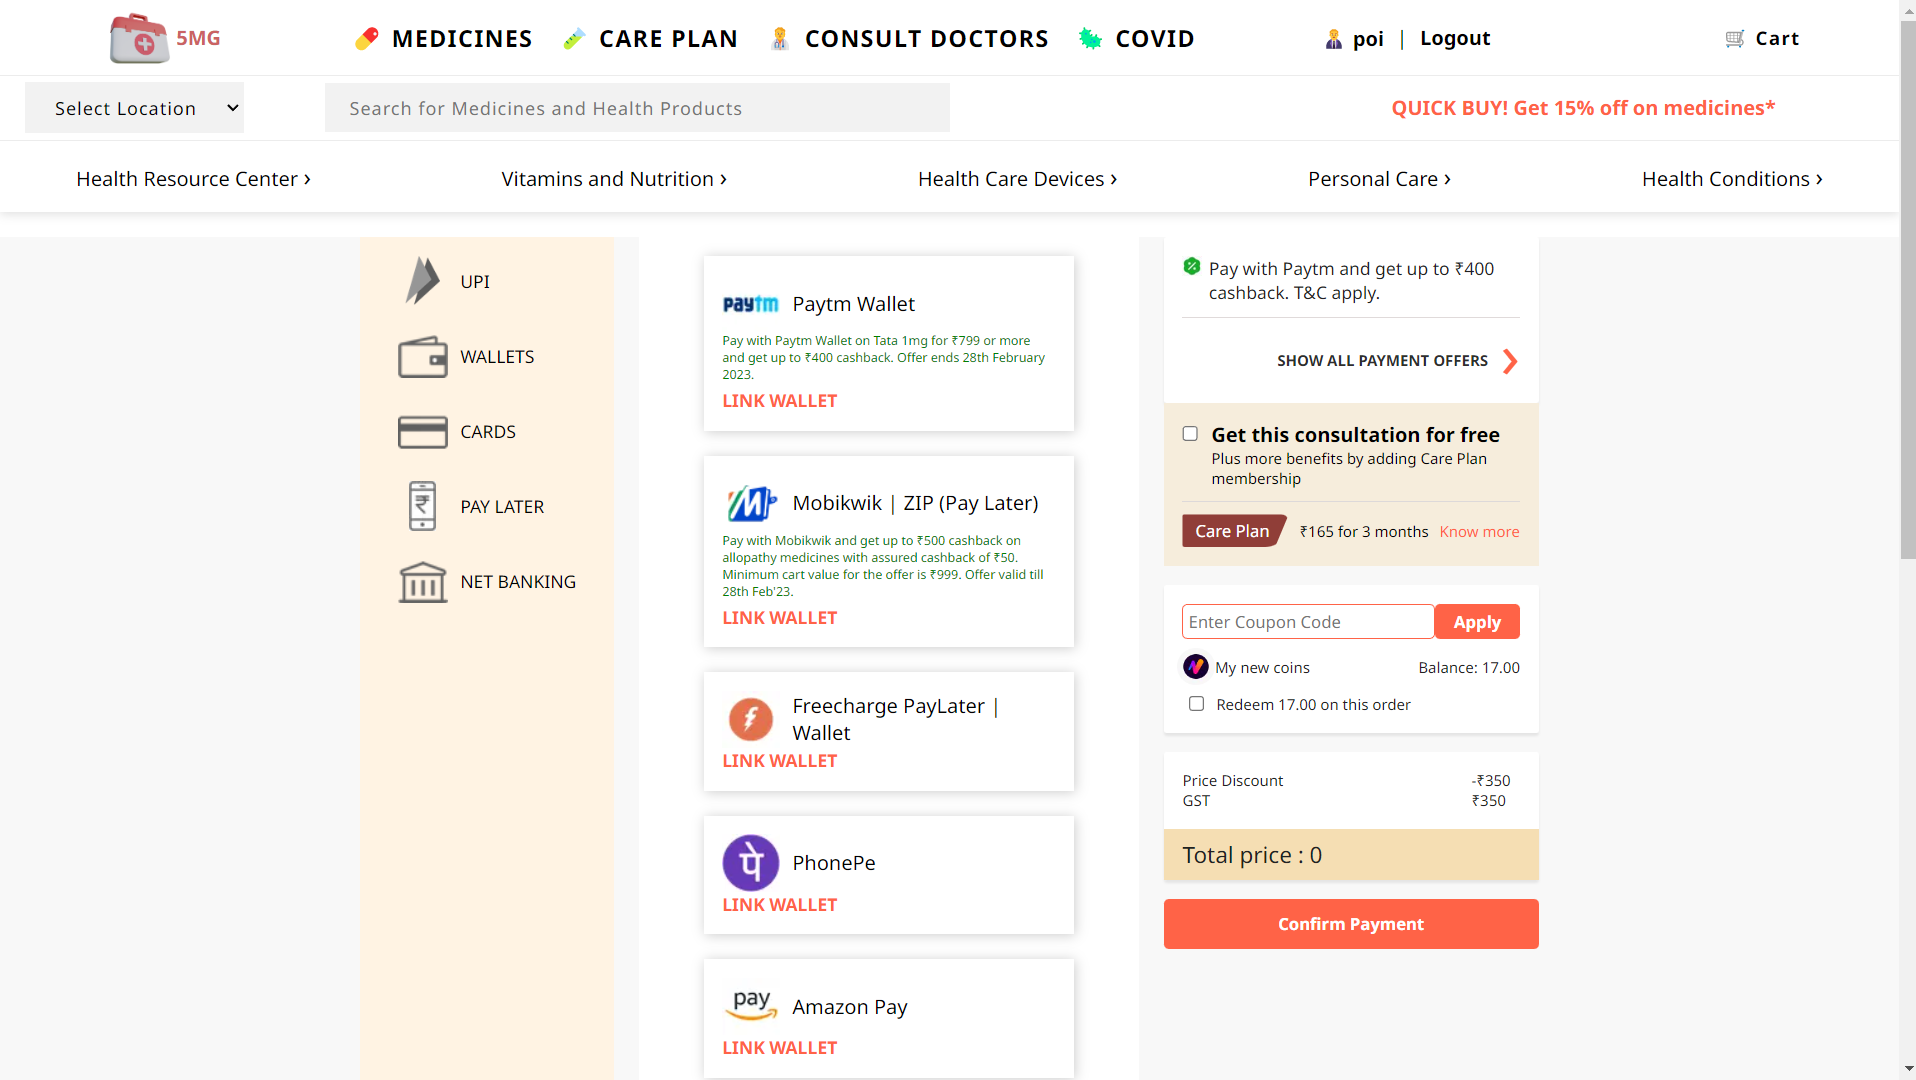 5MG
MEDICINES
CARE PLAN
CONSULT DOCTORS
COVID
poi | Logout
Cart
Select Location
Search for Medicines and Health Products
QUICK BUY! Get 15% off on medicines*
Health Resource Center ›
Vitamins and Nutrition ›
Health Care Devices ›
Personal Care ›
Health Conditions ›
UPI
WALLETS
CARDS
PAY LATER
NET BANKING
paytm
Paytm Wallet
Pay with Paytm Wallet on Tata 1mg for ₹799 or more
and get up to ₹400 cashback. Offer ends 28th February
2023.
LINK WALLET
Mobikwik | ZIP (Pay Later)
Pay with Mobikwik and get up to ₹500 cashback on
allopathy medicines with assured cashback of ₹50.
Minimum cart value for the offer is ₹999. Offer valid till
28th Feb'23.
LINK WALLET
Freecharge PayLater |
Wallet
LINK WALLET
पे
PhonePe
LINK WALLET
pay
Amazon Pay
LINK WALLET
Pay with Paytm and get up to ₹400
cashback. T&C apply.
SHOW ALL PAYMENT OFFERS
Get this consultation for free
Plus more benefits by adding Care Plan
membership
Care Plan
₹165 for 3 months
Know more
Enter Coupon Code
Apply
My new coins
Balance: 17.00
Redeem 17.00 on this order
Price Discount -₹350
GST ₹350
Total price : 0
Confirm Payment